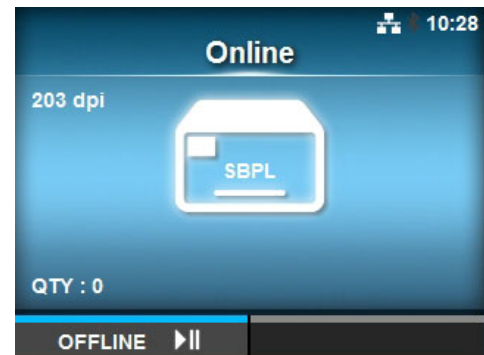 10:28
Online
203 dpi
SBPL
QTY : 0
OFFLINE